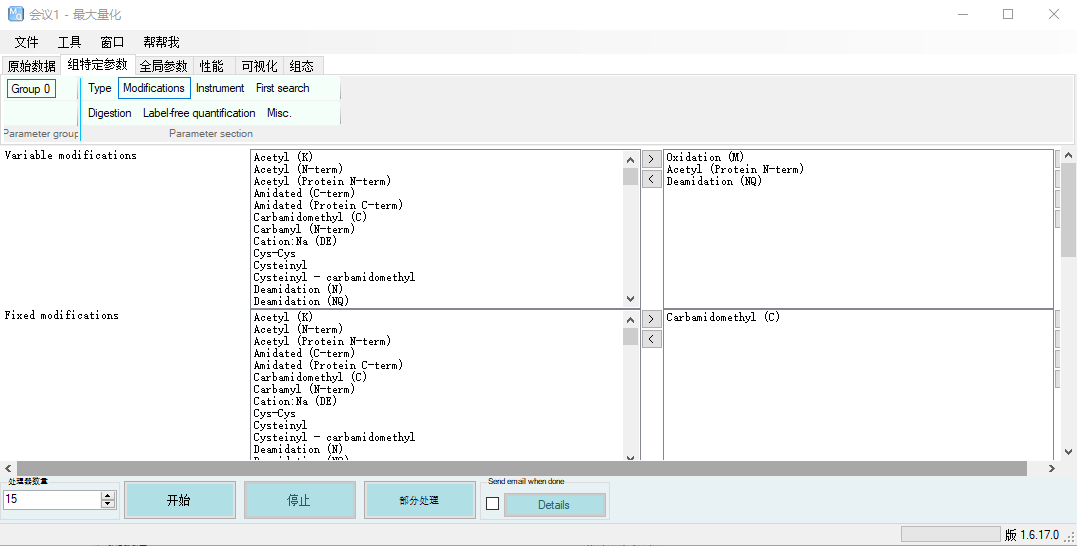 会议1 - 最大量化
文件 工具 窗口 帮帮我
原始数据 组特定参数 全局参数 性能 可视化 组态
Group 0 Type Modifications Instrument First search
Digestion Label-free quantification Misc.
Parameter group Parameter section
Variable modifications
Acetyl (K)
Acetyl (N-term)
Acetyl (Protein N-term)
Amidated (C-term)
Amidated (Protein C-term)
Carbamidomethyl (C)
Carbamyl (N-term)
Cation:Na (DE)
Cys-Cys
Cysteinyl
Cysteinyl - carbamidomethyl
Deamidation (N)
Deamidation (NQ)
>
<
Oxidation (M)
Acetyl (Protein N-term)
Deamidation (NQ)
Fixed modifications
Acetyl (K)
Acetyl (N-term)
Acetyl (Protein N-term)
Amidated (C-term)
Amidated (Protein C-term)
Carbamidomethyl (C)
Carbamyl (N-term)
Cation:Na (DE)
Cys-Cys
Cysteinyl
Cysteinyl - carbamidomethyl
Deamidation (N)
Deamidation (NQ)
>
<
Carbamidomethyl (C)
处理器数量
15
开始
停止
部分处理
Send email when done
Details
版 1.6.17.0